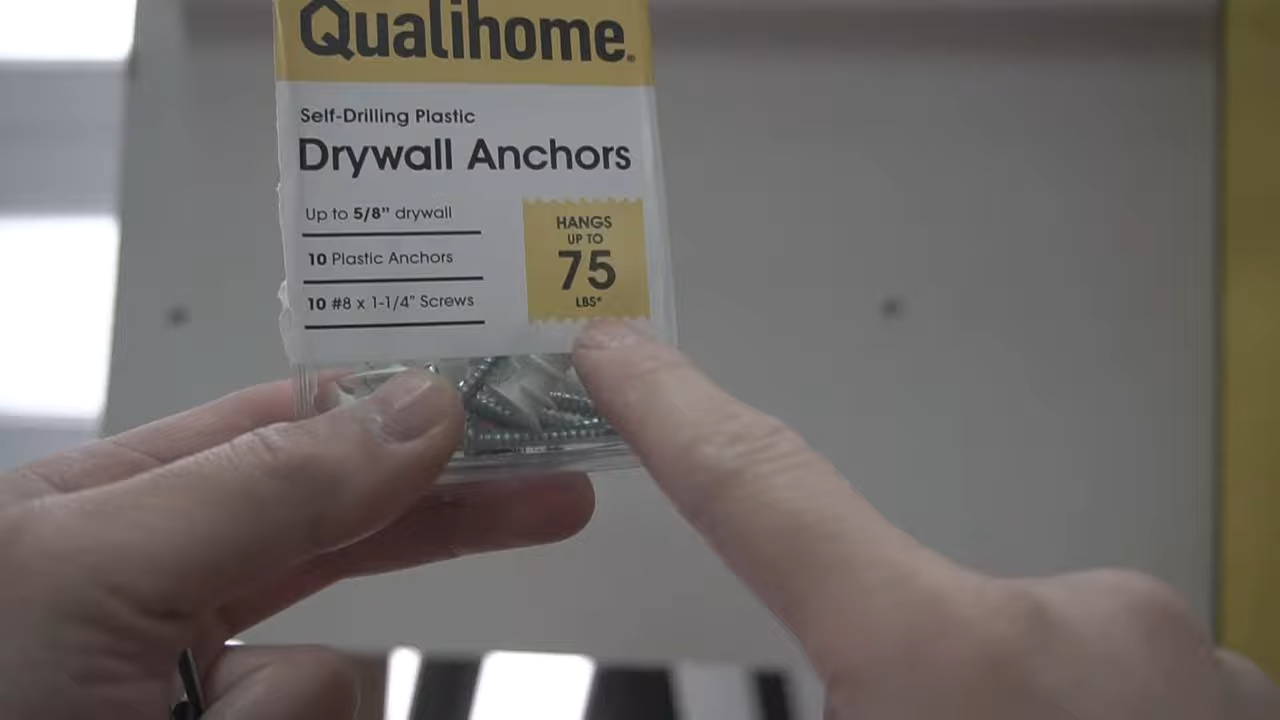 Qualihome®
Self-Drilling Plastic
Drywall Anchors
Up to 5/8” drywall
10 Plastic Anchors
10 #8 x 1-1/4” Screws
HANGS
UP TO
75
LBS*